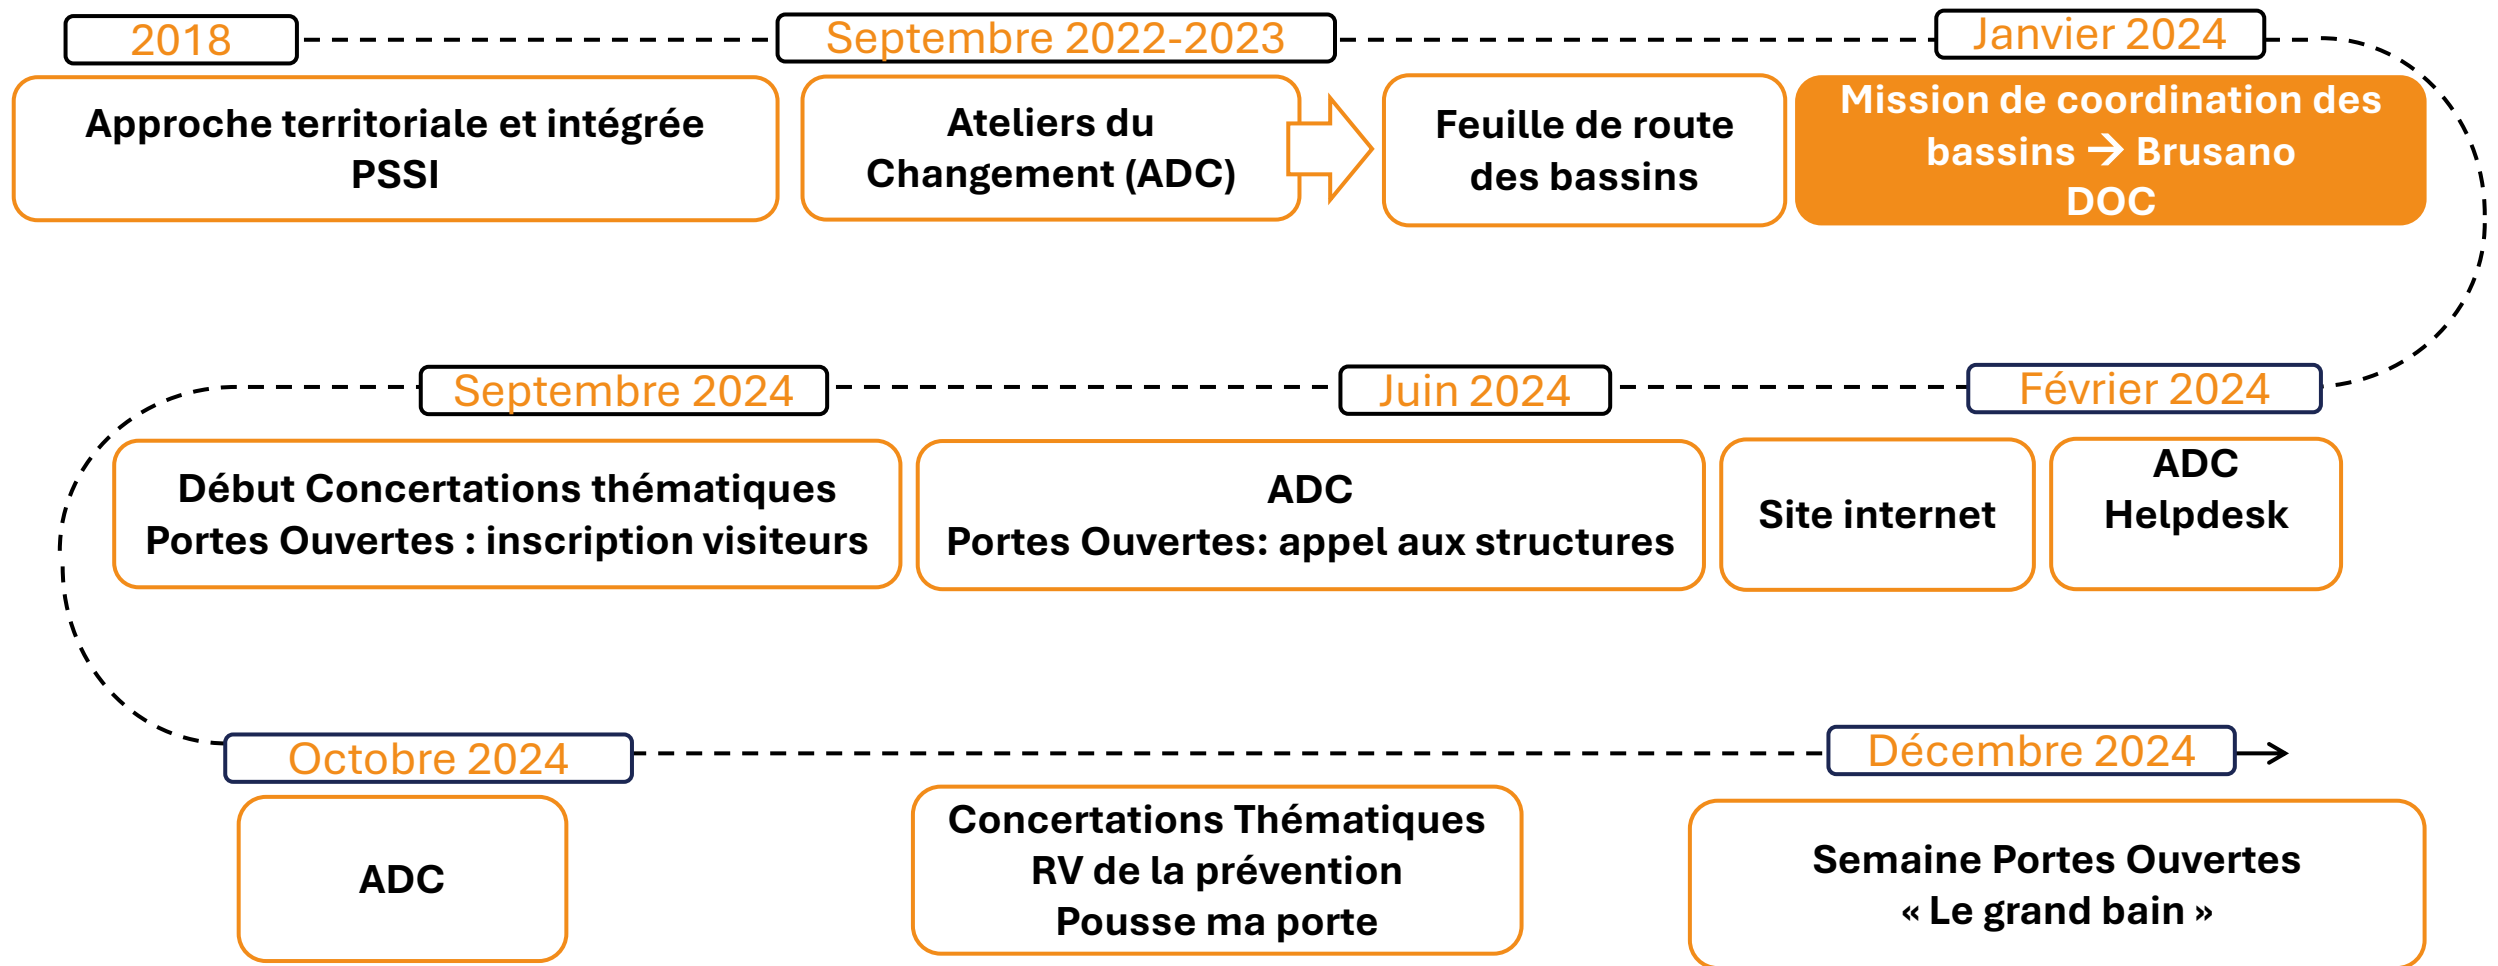 2018
Septembre 2022-2023
Janvier 2024
Approche territoriale et intégrée
PSSI
Ateliers du
Changement (ADC)
Feuille de route
des bassins
Mission de coordination des
bassins → Brusano
DOC
Février 2024
Juin 2024
Septembre 2024
ADC
Helpdesk
Site internet
ADC
Portes Ouvertes: appel aux structures
Début Concertations thématiques
Portes Ouvertes : inscription visiteurs
Octobre 2024
Décembre 2024
ADC
Concertations Thématiques
RV de la prévention
Pousse ma porte
Semaine Portes Ouvertes
« Le grand bain »